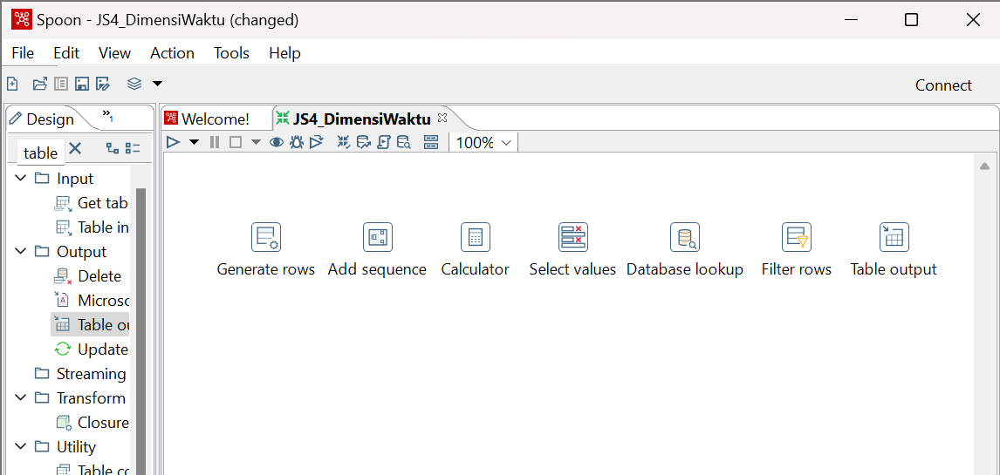 Spoon - JS4_DimensiWaktu (changed)
File Edit View Action Tools Help
Connect
Design
1
Welcome!
JS4_DimensiWaktu
table
100%
Input
Get tab
Table in
Output
Delete
Microsc
Table ou
Update
Streaming
Transform
Closure
Utility
Table co
Generate rows
Add sequence
Calculator
Select values
Database lookup
Filter rows
Table output